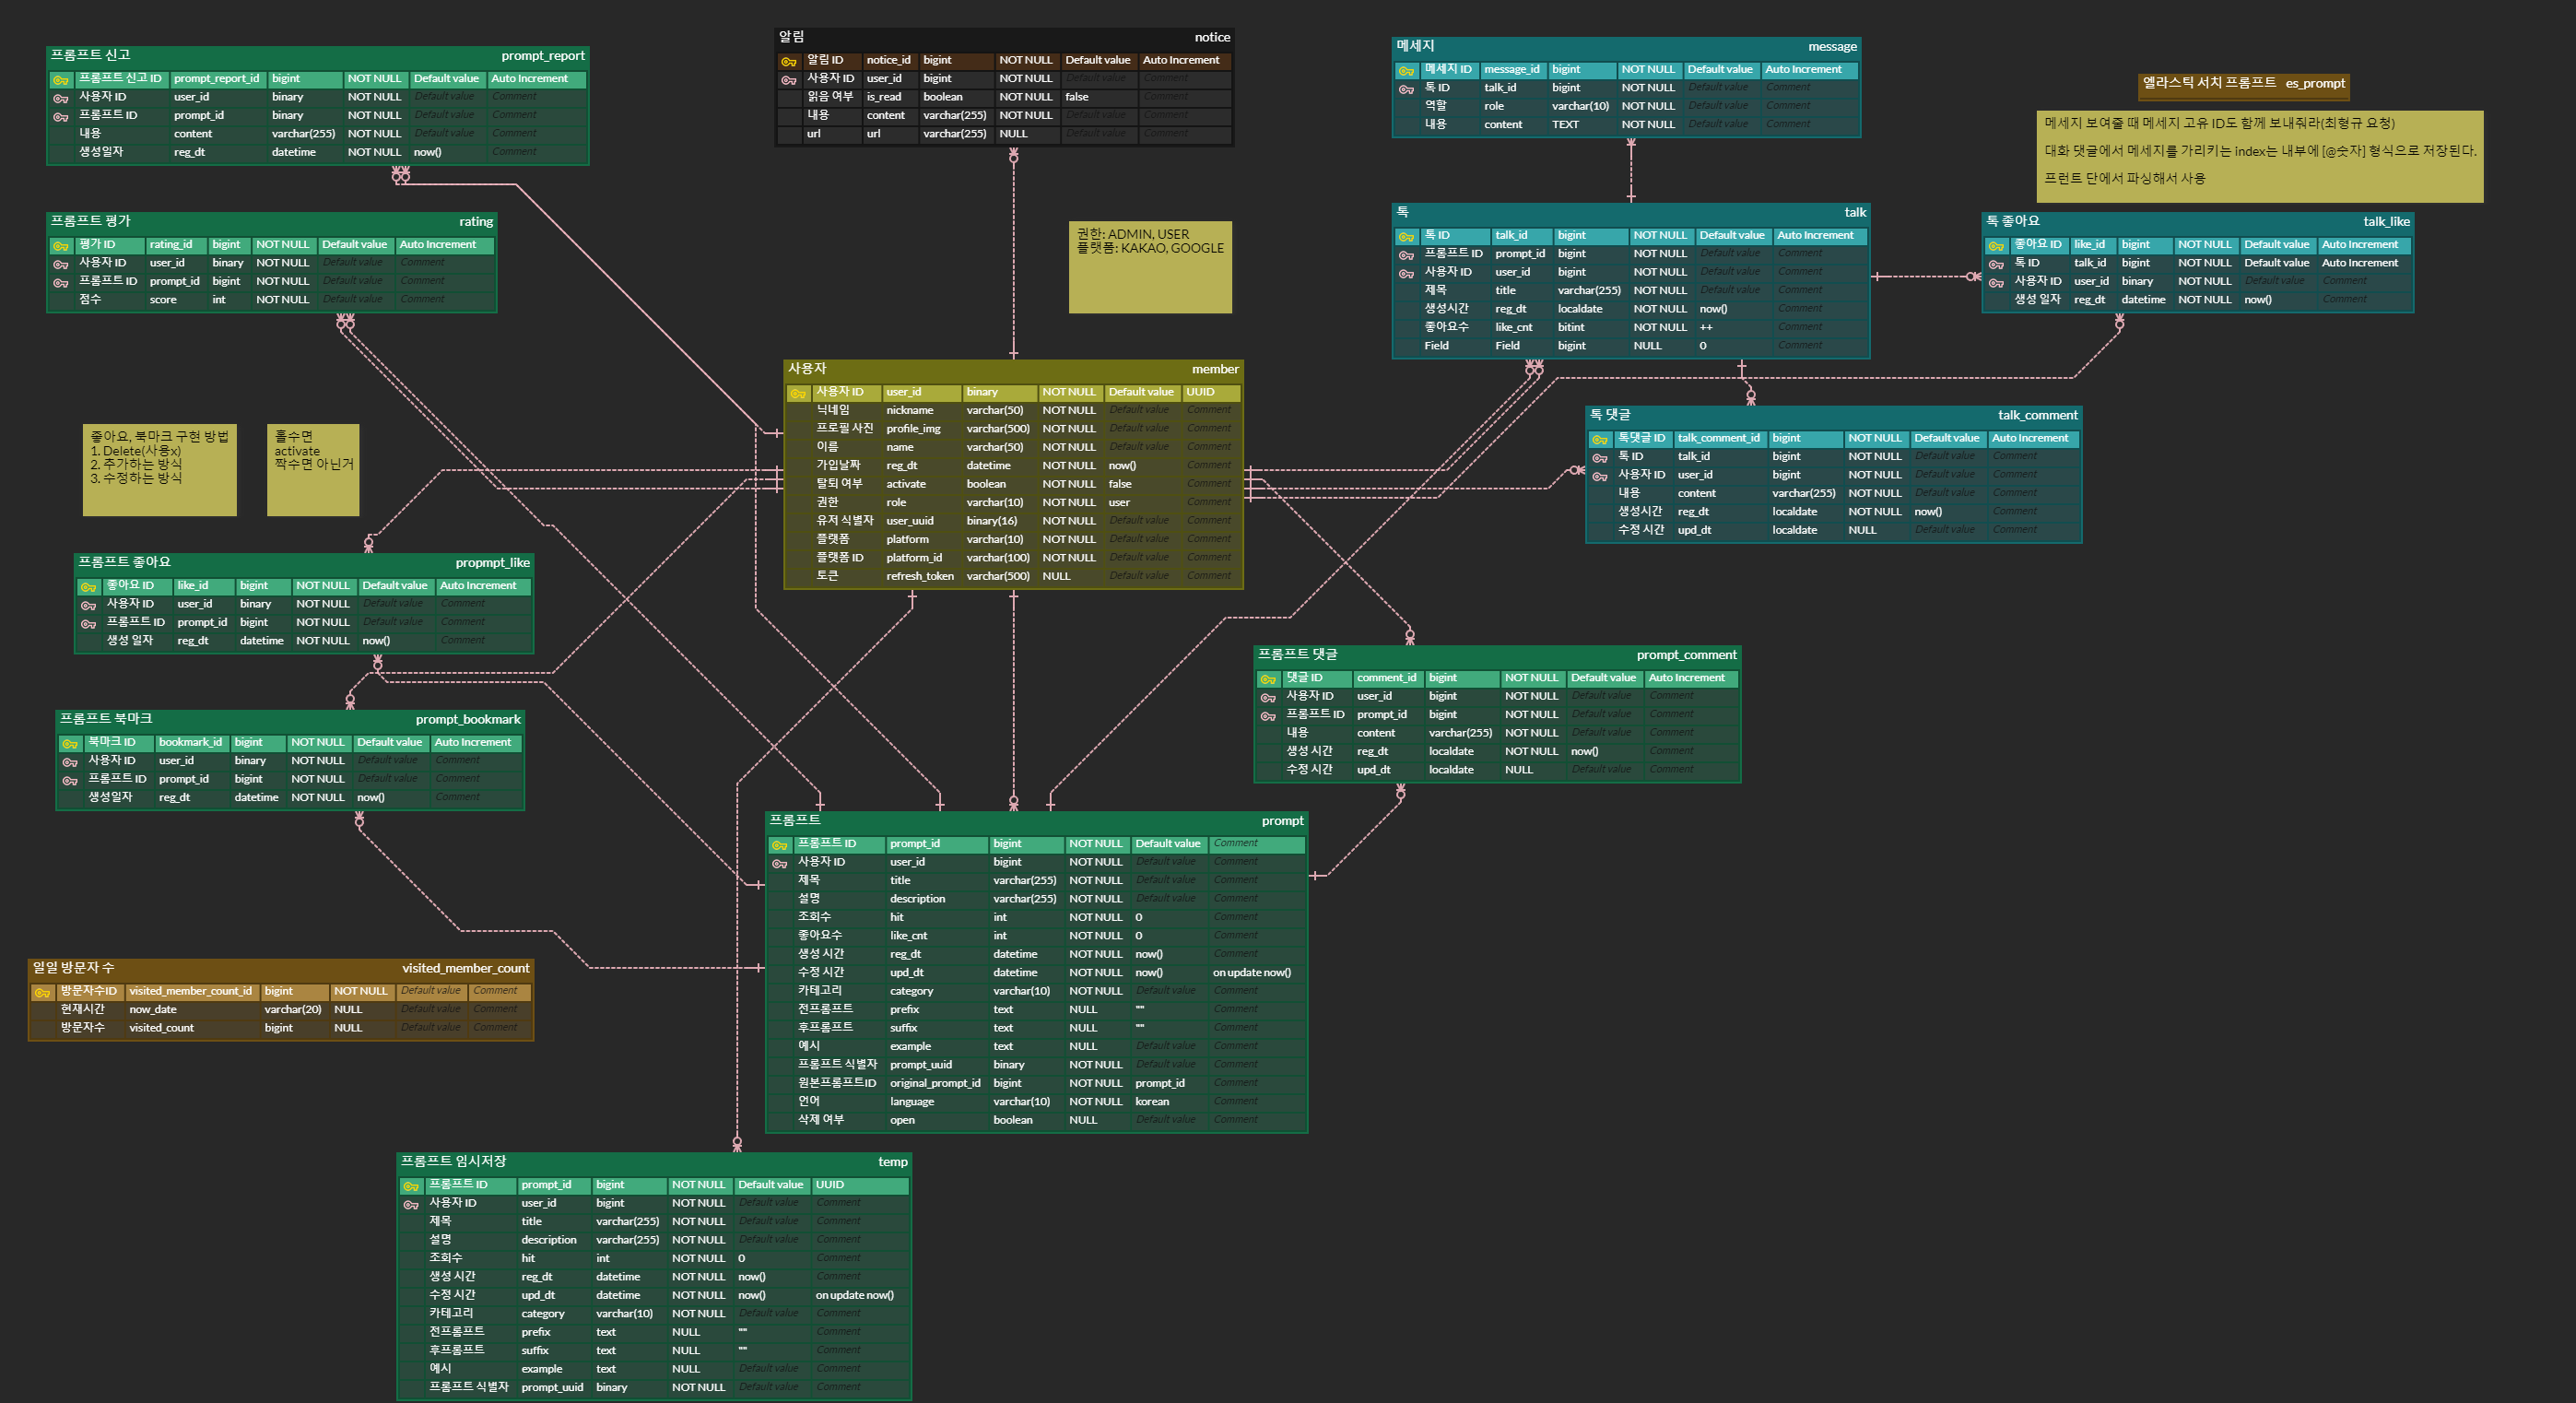 프롬프트 신고 prompt_report
프롬프트 신고 ID prompt_report_id bigint NOT NULL Default value Auto Increment
사용자 ID user_id binary NOT NULL Default value Comment
프롬프트 ID prompt_id binary NOT NULL Default value Comment
내용 content varchar(255) NOT NULL Default value Comment
생성일자 reg_dt datetime NOT NULL now() Comment
알림 notice
알림 ID notice_id bigint NOT NULL Default value Auto Increment
사용자 ID user_id bigint NOT NULL Default value Comment
읽음 여부 is_read boolean NOT NULL false Comment
내용 content varchar(255) NOT NULL Default value Comment
url url varchar(255) NULL Default value Comment
메세지 message
메세지 ID message_id bigint NOT NULL Default value Auto Increment
톡 ID talk_id bigint NOT NULL Default value Comment
역할 role varchar(10) NOT NULL Default value Comment
내용 content TEXT NOT NULL Default value Comment
엘라스틱 서치 프롬프트 es_prompt
메세지 보여줄 때 메세지 고유 ID도 함께 보내줘라(최형규 요청)
대화 댓글에서 메세지를 가리키는 index는 내부에 [@숫자] 형식으로 저장된다.
프런트 단에서 파싱해서 사용
프롬프트 평가 rating
평가 ID rating_id bigint NOT NULL Default value Auto Increment
사용자 ID user_id binary NOT NULL Default value Comment
프롬프트 ID prompt_id bigint NOT NULL Default value Comment
점수 score int NOT NULL Default value Comment
권한: ADMIN, USER
플랫폼: KAKAO, GOOGLE
톡 talk
톡 ID talk_id bigint NOT NULL Default value Auto Increment
프롬프트 ID prompt_id bigint NOT NULL Default value Comment
사용자 ID user_id bigint NOT NULL Default value Comment
제목 title varchar(255) NOT NULL Default value Comment
생성시간 reg_dt localdate NOT NULL now() Comment
좋아요수 like_cnt bitint NOT NULL ++ Comment
Field Field bigint NULL 0 Comment
톡 좋아요 talk_like
좋아요 ID like_id bigint NOT NULL Default value Auto Increment
톡 ID talk_id bigint NOT NULL Default value Auto Increment
사용자 ID user_id binary NOT NULL Default value Comment
생성 일자 reg_dt datetime NOT NULL now() Comment
사용자 member
사용자 ID user_id binary NOT NULL Default value UUID
닉네임 nickname varchar(50) NOT NULL Default value Comment
프로필 사진 profile_img varchar(500) NOT NULL Default value Comment
이름 name varchar(50) NOT NULL Default value Comment
가입날짜 reg_dt datetime NOT NULL now() Comment
탈퇴 여부 activate boolean NOT NULL false Comment
권한 role varchar(10) NOT NULL user Comment
유저 식별자 user_uuid binary(16) NOT NULL Default value Comment
플랫폼 platform varchar(10) NOT NULL Default value Comment
플랫폼 ID platform_id varchar(100) NOT NULL Default value Comment
토큰 refresh_token varchar(500) NULL Default value Comment
톡 댓글 talk_comment
톡댓글 ID talk_comment_id bigint NOT NULL Default value Auto Increment
톡 ID talk_id bigint NOT NULL Default value Comment
사용자 ID user_id bigint NOT NULL Default value Comment
내용 content varchar(255) NOT NULL Default value Comment
생성시간 reg_dt localdate NOT NULL now() Comment
수정 시간 upd_dt localdate NULL Default value Comment
좋아요, 북마크 구현 방법
1. Delete(사용x)
2. 추가하는 방식
3. 수정하는 방식
홀수면
activate
짝수면 아닌거
프롬프트 좋아요 propmpt_like
좋아요 ID like_id bigint NOT NULL Default value Auto Increment
사용자 ID user_id binary NOT NULL Default value Comment
프롬프트 ID prompt_id bigint NOT NULL Default value Comment
생성 일자 reg_dt datetime NOT NULL now() Comment
프롬프트 댓글 prompt_comment
댓글 ID comment_id bigint NOT NULL Default value Auto Increment
사용자 ID user_id bigint NOT NULL Default value Comment
프롬프트 ID prompt_id bigint NOT NULL Default value Comment
내용 content varchar(255) NOT NULL Default value Comment
생성 시간 reg_dt localdate NOT NULL now() Comment
수정 시간 upd_dt localdate NULL Default value Comment
프롬프트 북마크 prompt_bookmark
북마크 ID bookmark_id bigint NOT NULL Default value Auto Increment
사용자 ID user_id binary NOT NULL Default value Comment
프롬프트 ID prompt_id bigint NOT NULL Default value Comment
생성일자 reg_dt datetime NOT NULL now() Comment
프롬프트 prompt
프롬프트 ID prompt_id bigint NOT NULL Default value Comment
사용자 ID user_id bigint NOT NULL Default value Comment
제목 title varchar(255) NOT NULL Default value Comment
설명 description varchar(255) NOT NULL Default value Comment
조회수 hit int NOT NULL 0 Comment
좋아요수 like_cnt int NOT NULL 0 Comment
생성 시간 reg_dt datetime NOT NULL now() Comment
수정 시간 upd_dt datetime NOT NULL now() on update now()
카테고리 category varchar(10) NOT NULL Default value Comment
전프롬프트 prefix text NULL "" Comment
후프롬프트 suffix text NULL "" Comment
예시 example text NULL Default value Comment
프롬프트 식별자 prompt_uuid binary NOT NULL Default value Comment
원본프롬프트ID original_prompt_id bigint NOT NULL prompt_id Comment
언어 language varchar(10) NOT NULL korean Comment
삭제 여부 open boolean NULL Default value Comment
일일 방문자 수 visited_member_count
방문자수ID visited_member_count_id bigint NOT NULL Default value Comment
현재시간 now_date varchar(20) NULL Default value Comment
방문자수 visited_count bigint NULL Default value Comment
프롬프트 임시저장 temp
프롬프트 ID prompt_id bigint NOT NULL Default value UUID
사용자 ID user_id bigint NOT NULL Default value Comment
제목 title varchar(255) NOT NULL Default value Comment
설명 description varchar(255) NOT NULL Default value Comment
조회수 hit int NOT NULL 0 Comment
생성 시간 reg_dt datetime NOT NULL now() Comment
수정 시간 upd_dt datetime NOT NULL now() on update now()
카테고리 category varchar(10) NOT NULL Default value Comment
전프롬프트 prefix text NULL "" Comment
후프롬프트 suffix text NULL "" Comment
예시 example text NULL Default value Comment
프롬프트 식별자 prompt_uuid binary NOT NULL Default value Comment